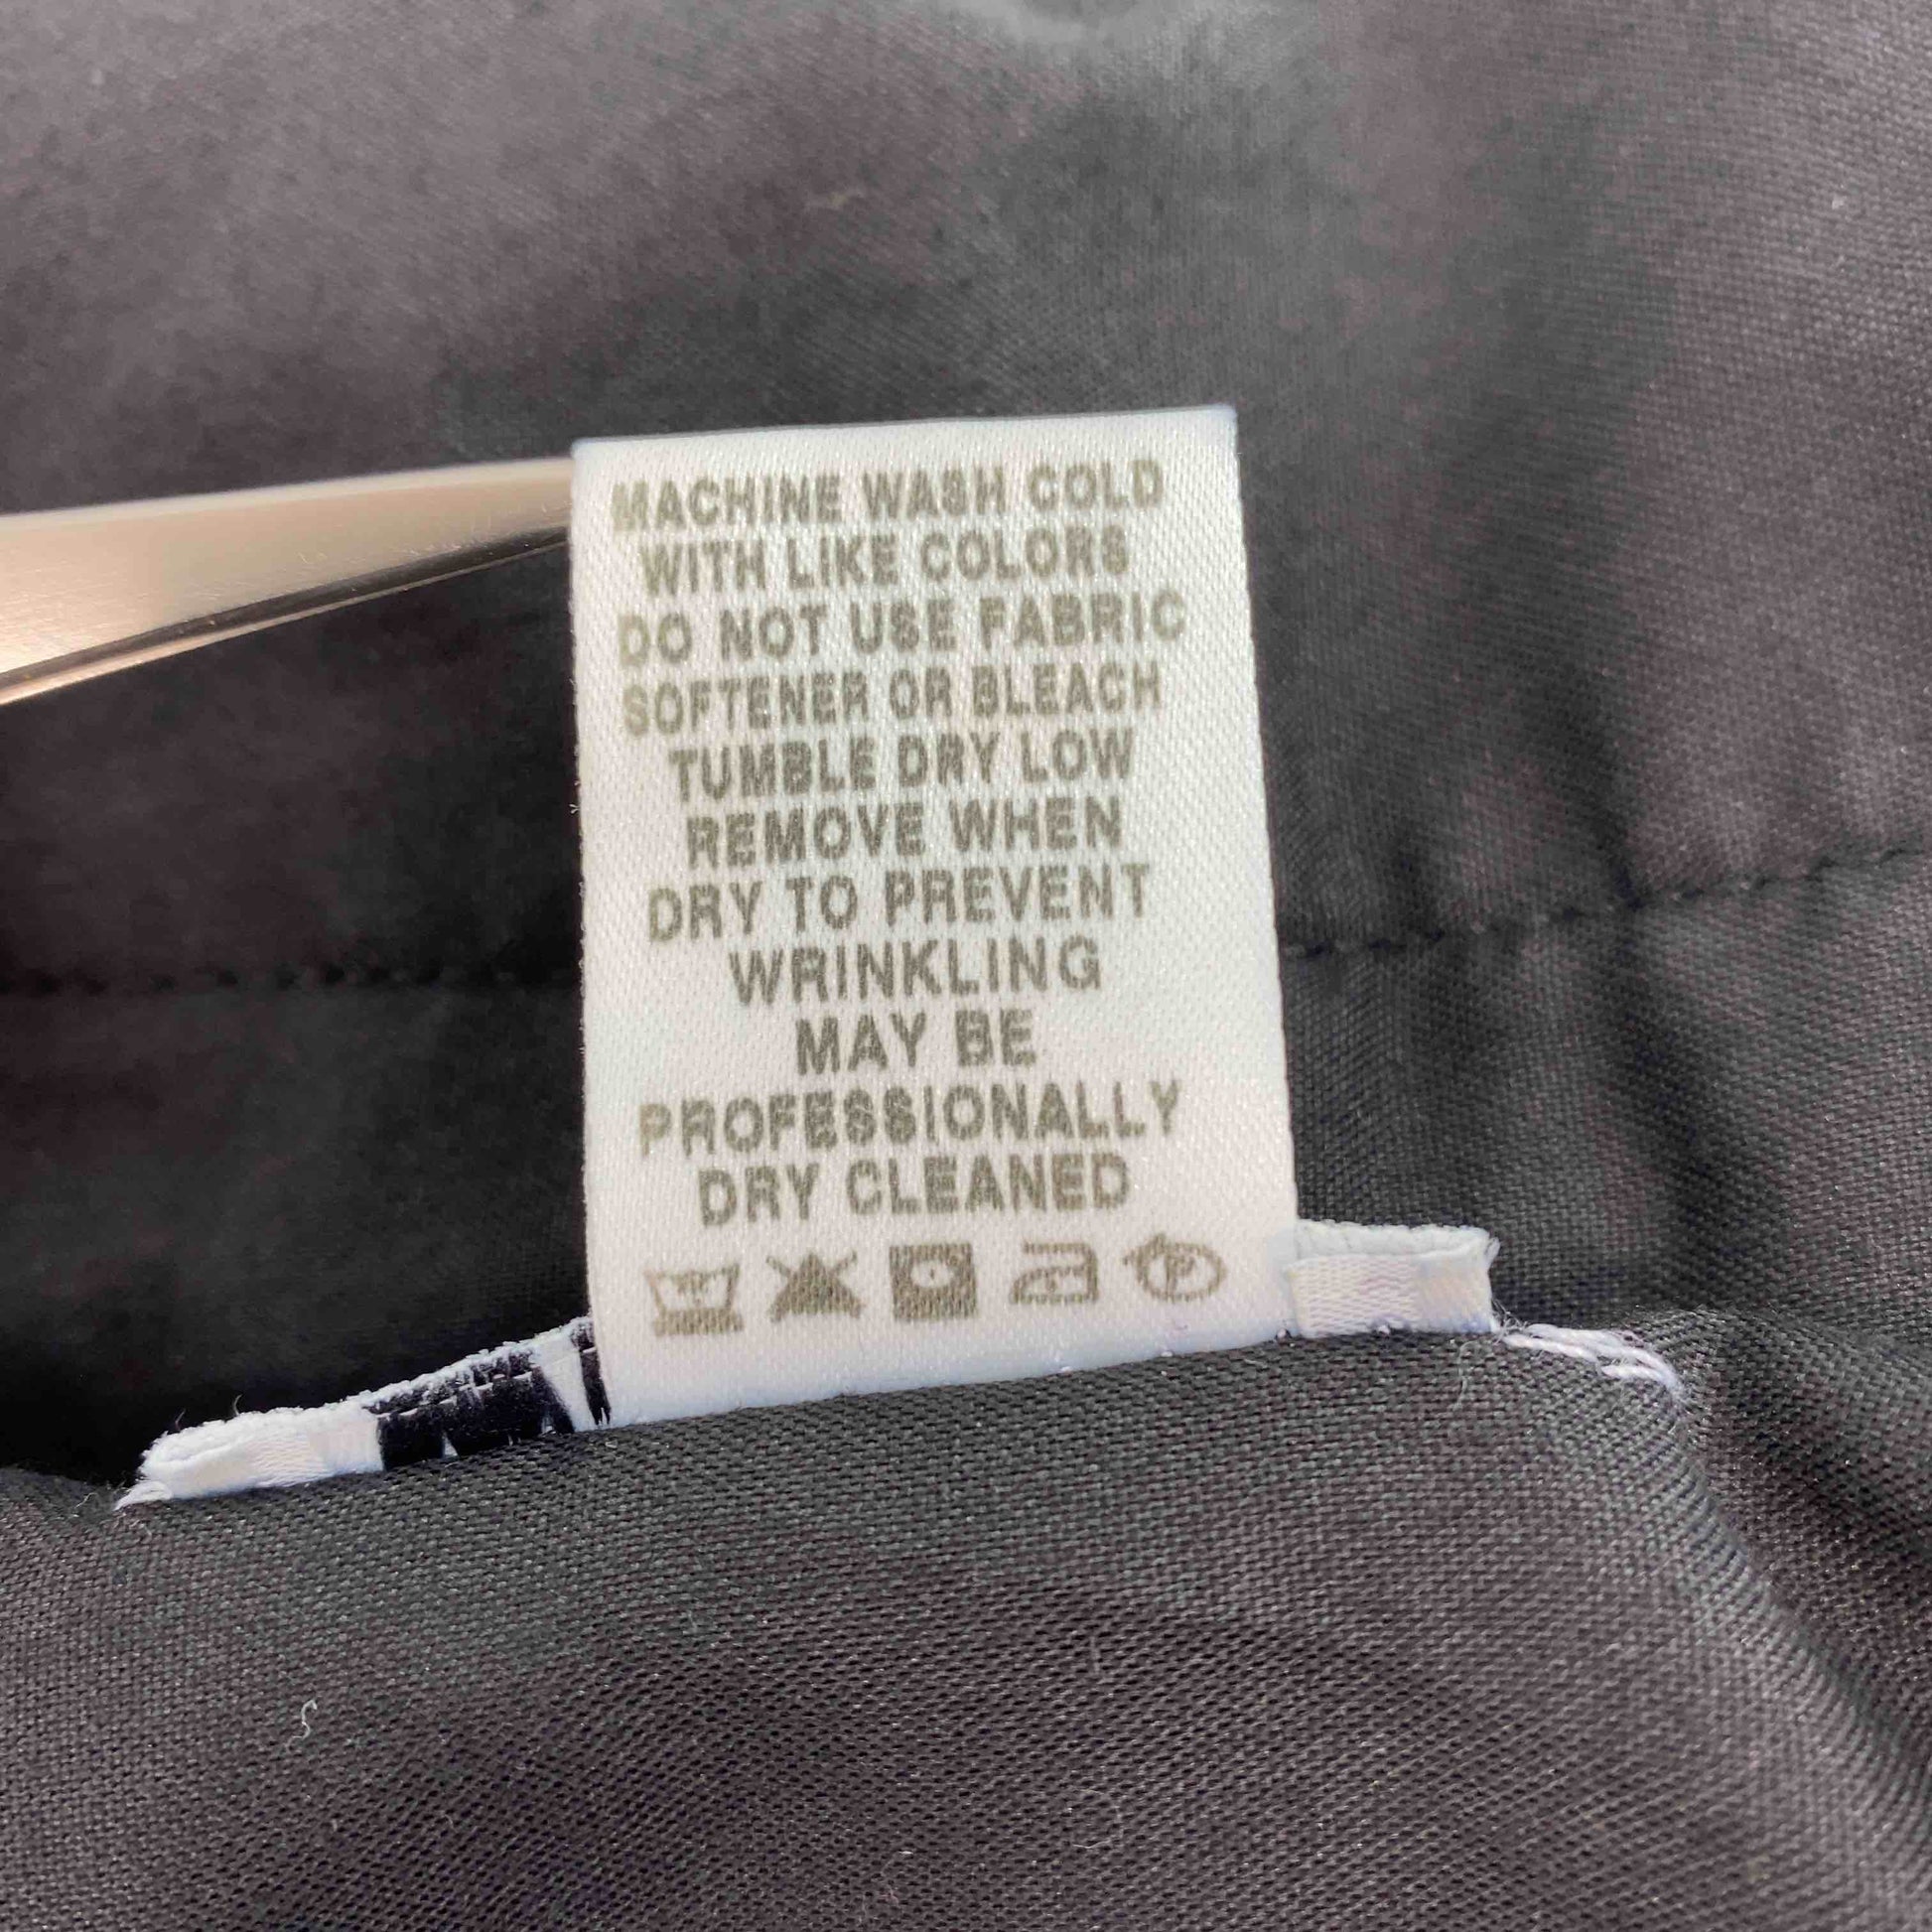 MACHINE WASH COLD
WITH LIKE COLORS
DO NOT USE FABRIC
SOFTENER OR BLEACH
TUMBLE DRY LOW
REMOVE WHEN
DRY TO PREVENT
WRINKLING
MAY BE
PROFESSIONALLY
DRY CLEANED
P